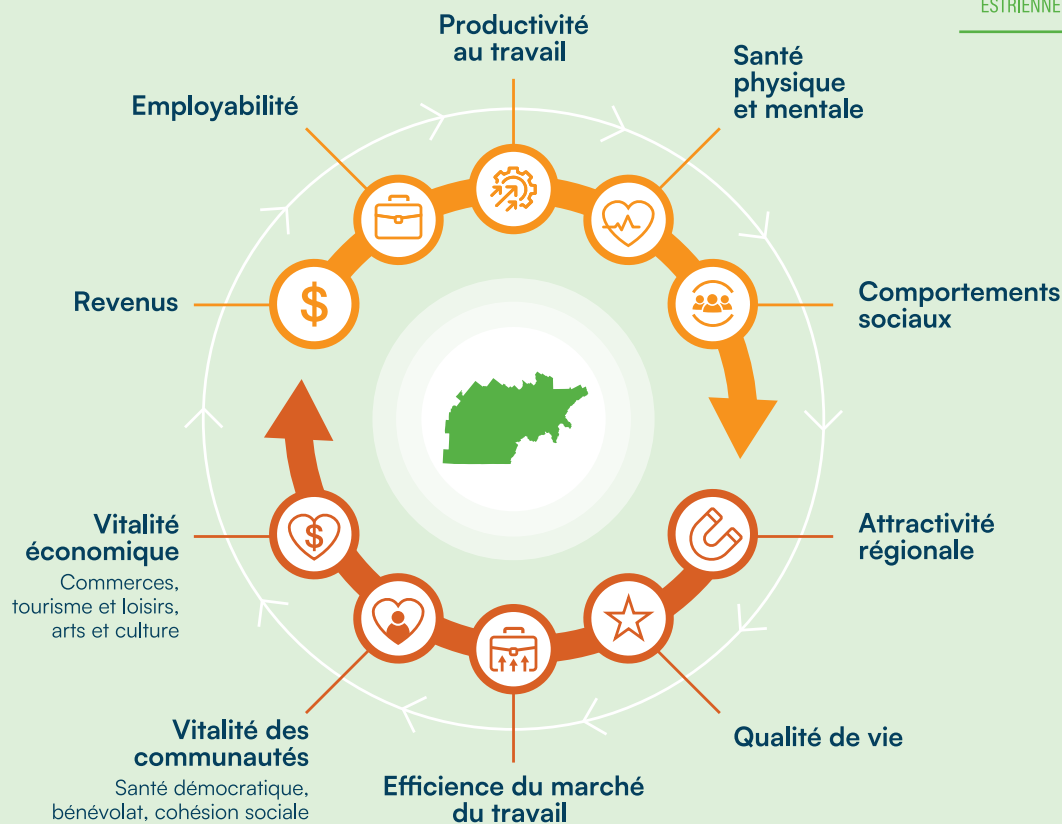 ESTRIENNE
Productivité
au travail
Santé
physique
et mentale
Employabilité
Revenus
$
Comportements
sociaux
Vitalité
économique
Commerces,
tourisme et loisirs,
arts et culture
$
Attractivité
régionale
Vitalité des
communautés
Santé démocratique,
bénévolat, cohésion sociale
Efficience du marché
du travail
Qualité de vie